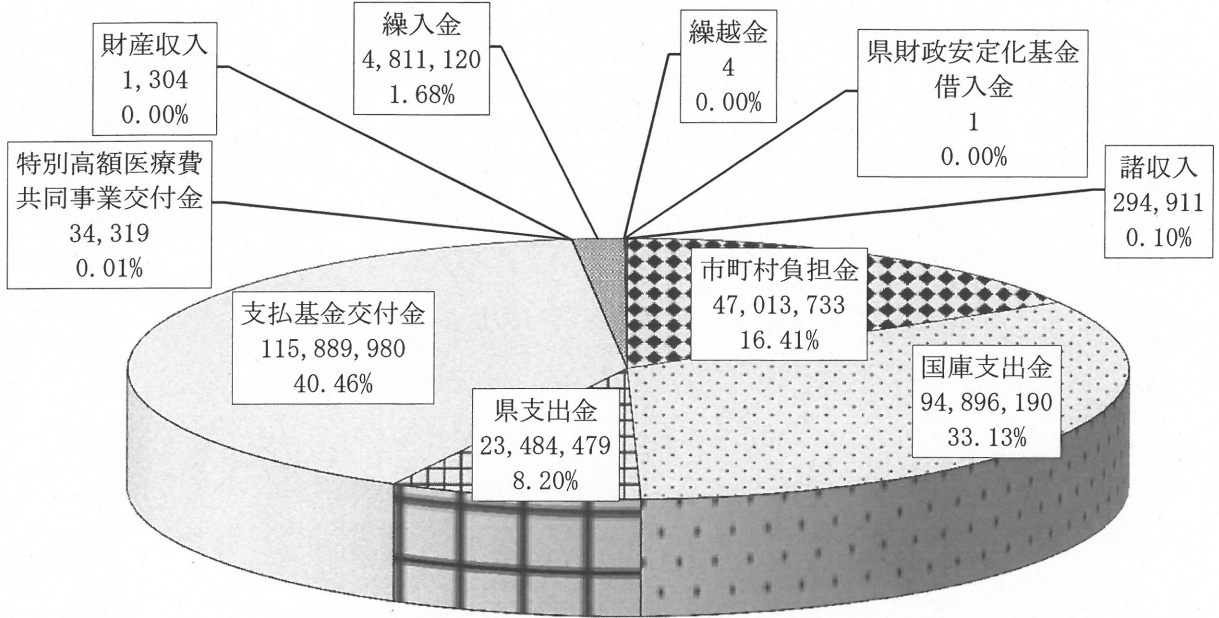 財産収入
1,304
0.00%
繰入金
4,811,120
1.68%
繰越金
4
0.00%
県財政安定化基金
借入金
1
0.00%
諸収入
294,911
0.10%
特別高額医療費
共同事業交付金
34,319
0.01%
市町村負担金
47,013,733
16.41%
支払基金交付金
115,889,980
40.46%
国庫支出金
94,896,190
33.13%
県支出金
23,484,479
8.20%